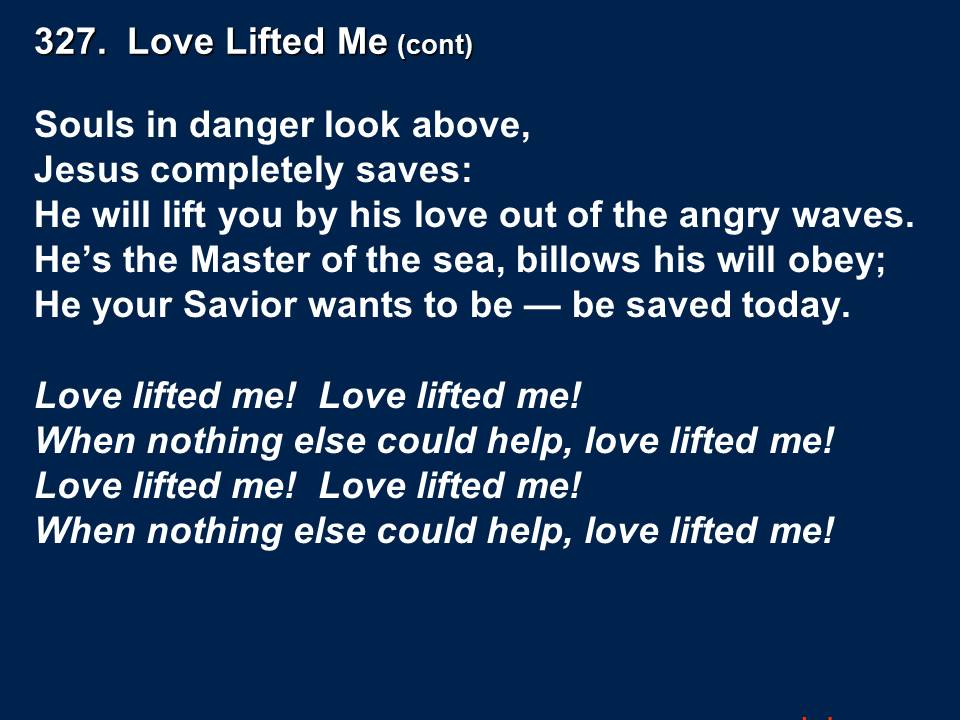 327.  Love Lifted Me (cont)
Souls in danger look above,
Jesus completely saves:
He will lift you by his love out of the angry waves.
He’s the Master of the sea, billows his will obey;
He your Savior wants to be — be saved today.
Love lifted me!  Love lifted me!
When nothing else could help, love lifted me!
Love lifted me!  Love lifted me!
When nothing else could help, love lifted me!